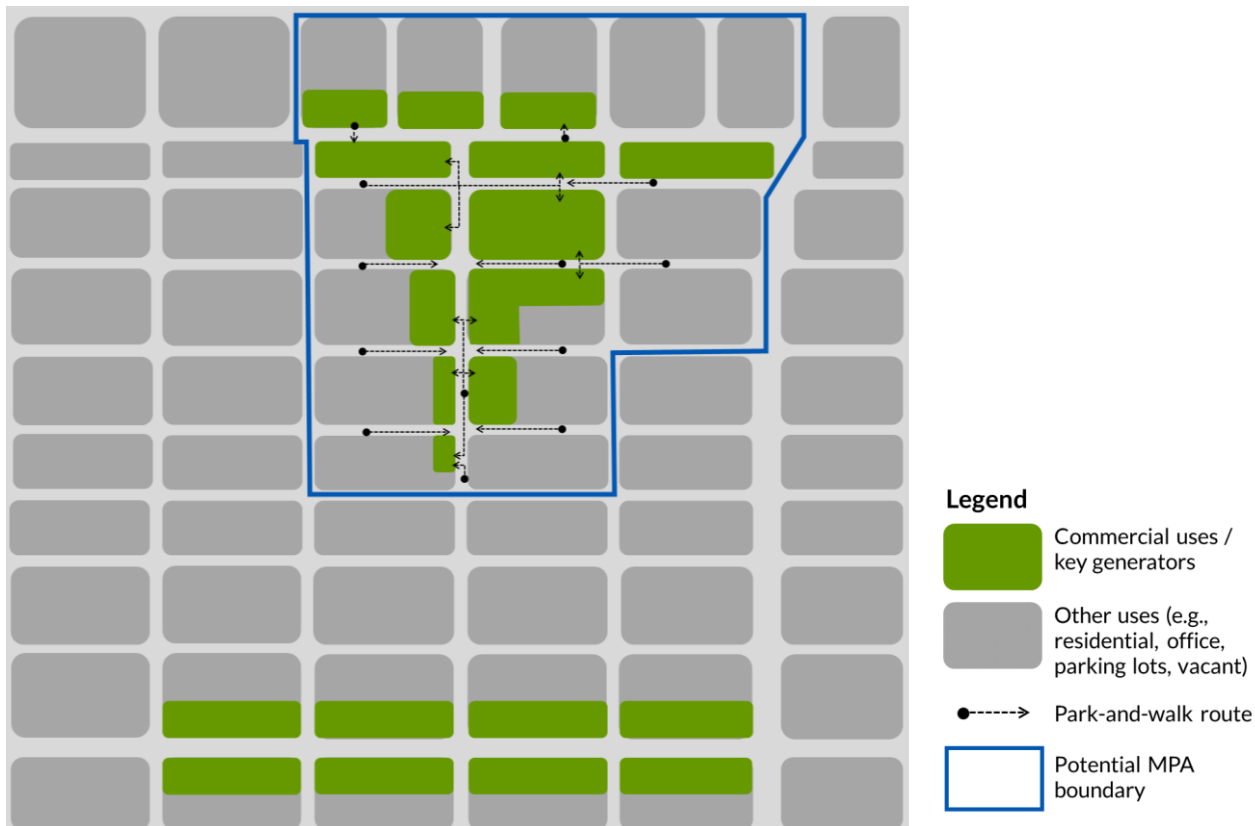 Legend
Commercial uses /
key generators
Other uses (e.g.,
residential, office,
parking lots, vacant)
Park-and-walk route
Potential MPA
boundary